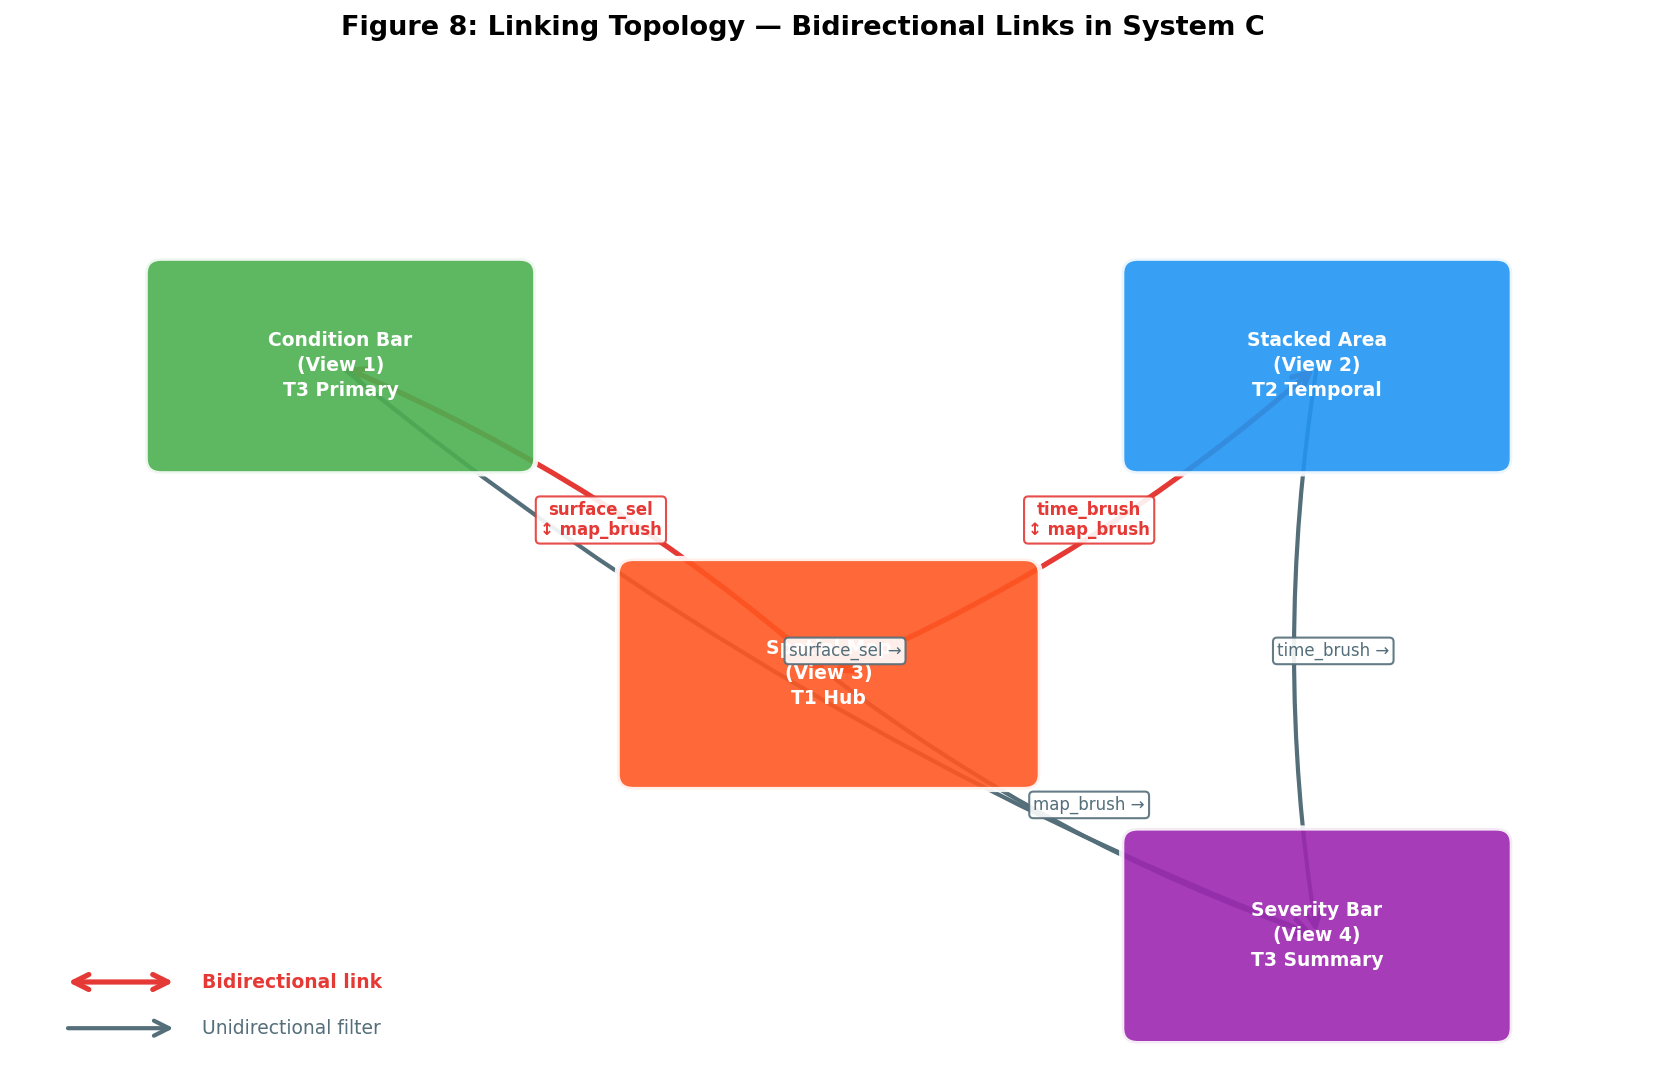 Figure 8: Linking Topology — Bidirectional Links in System C
Condition Bar
(View 1)
T3 Primary
Stacked Area
(View 2)
T2 Temporal
surface_sel
↕ map_brush
time_brush
↕ map_brush
surface_sel →
(View 3)
T1 Hub
time_brush →
map_brush →
Severity Bar
(View 4)
T3 Summary
Bidirectional link
Unidirectional filter